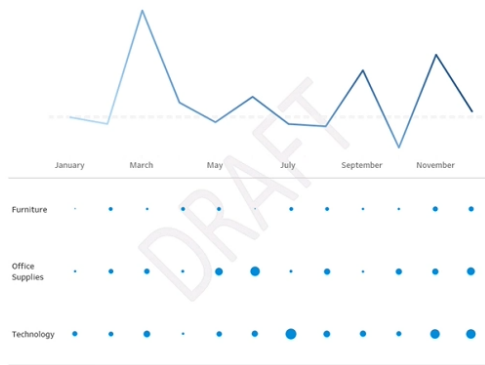 January March May July September November
Furniture
Office
Supplies
Technology
DRAFT